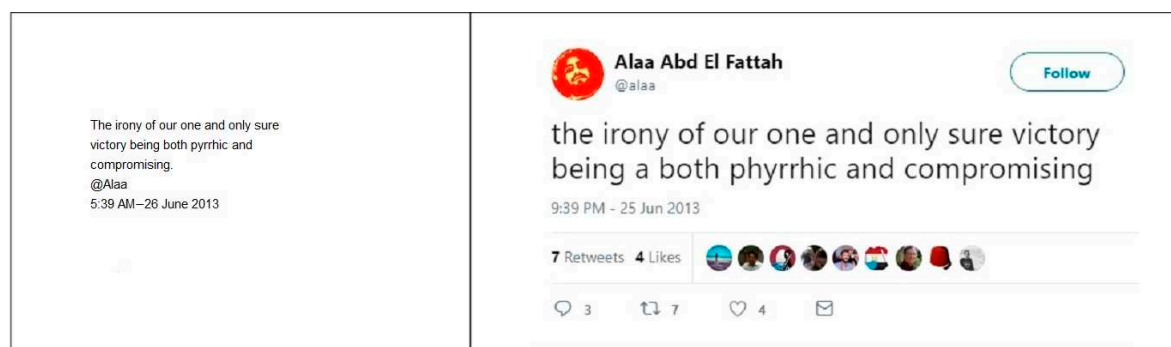 The irony of our one and only sure
victory being both pyrrhic and
compromising.
@Alaa
5:39 AM–26 June 2013
Alaa Abd El Fattah
@alaa
Follow
the irony of our one and only sure victory
being a both phyrrhic and compromising
9:39 PM - 25 Jun 2013
7 Retweets 4 Likes
3 7 4